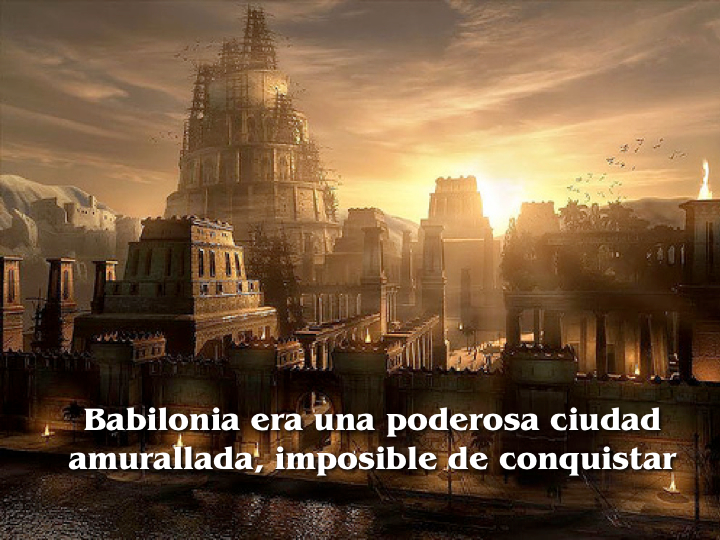 Babilonia era una poderosa ciudad
amurallada, imposible de conquistar